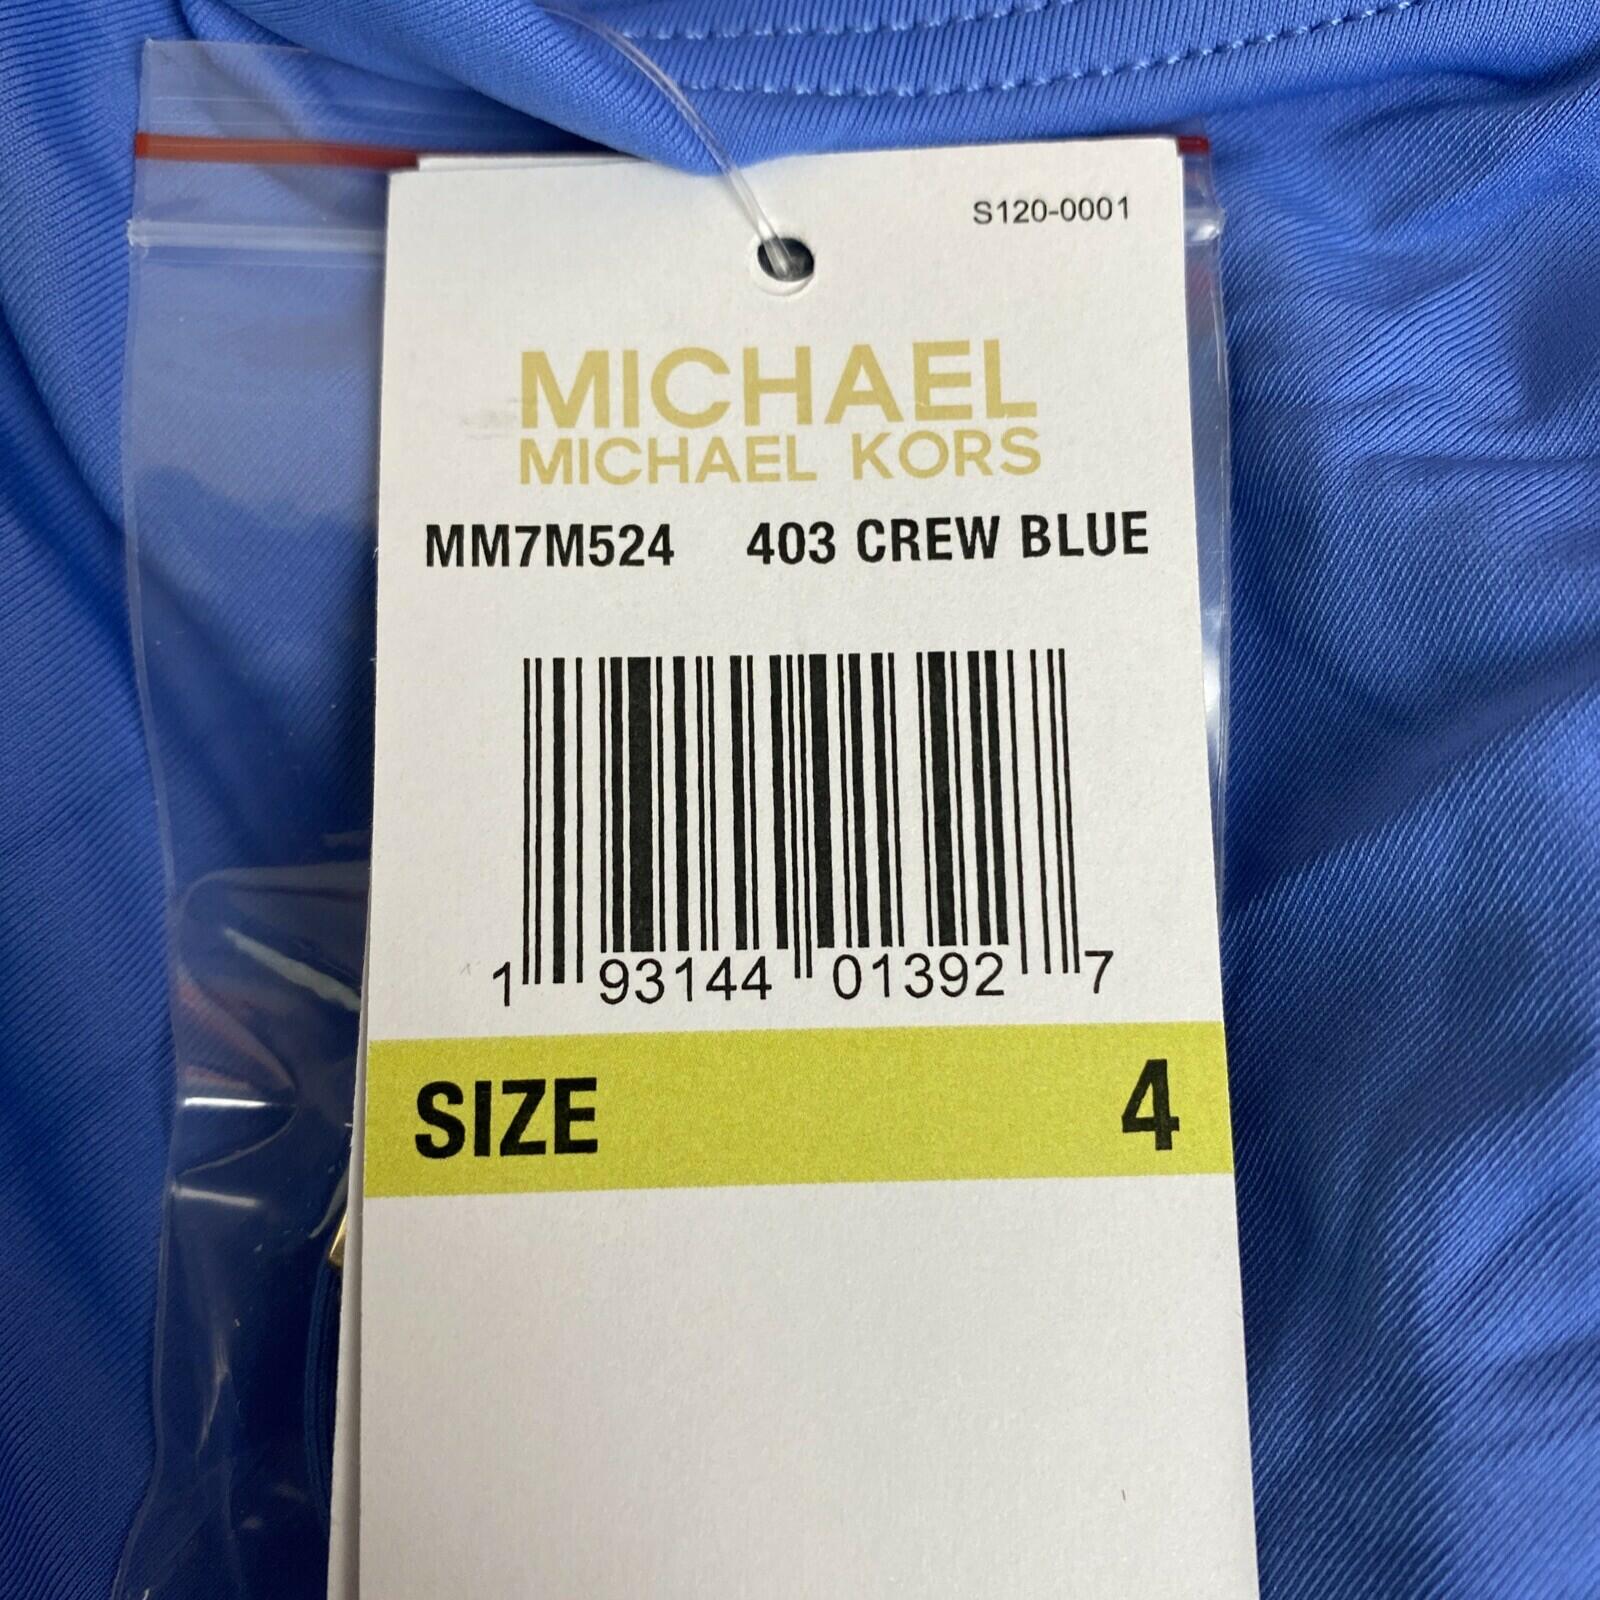 S120-0001
MICHAEL
MICHAEL KORS
MM7M524 403 CREW BLUE
1 93144 01392 7
SIZE 4